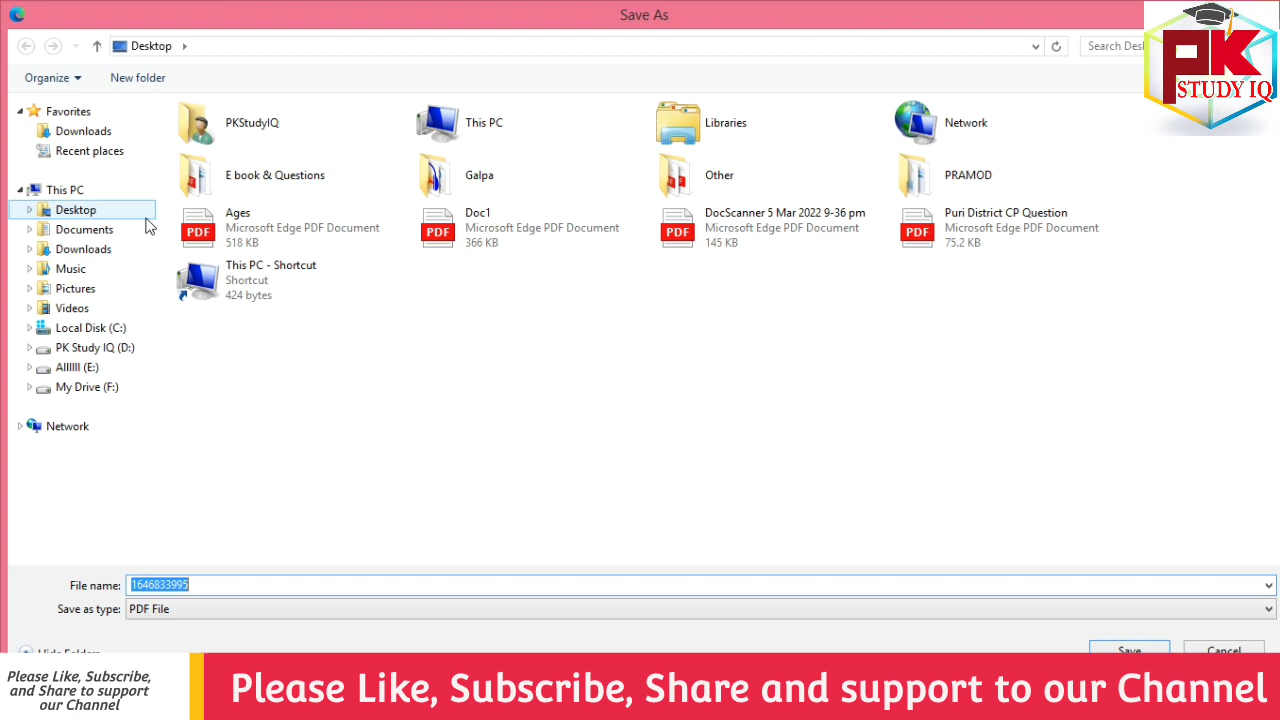 Save As
Desktop
Search Desk
PK
STUDY IQ
Organize
New folder
Favorites
Downloads
Recent places
This PC
Desktop
Documents
Downloads
Music
Pictures
Videos
Local Disk (C:)
PK Study IQ (D:)
My Drive (F:)
Network
PKStudyIQ
This PC
Libraries
Network
E book & Questions
Galpa
Other
PRAMOD
Ages
Microsoft Edge PDF Document
518 KB
Doc1
Microsoft Edge PDF Document
366 KB
DocScanner 5 Mar 2022 9-36 pm
Microsoft Edge PDF Document
145 KB
Puri District CP Question
Microsoft Edge PDF Document
75.2 KB
This PC - Shortcut
Shortcut
424 bytes
File name: 1646833995
Save as type: PDF File
Hide Folders
Save
Cancel
Please Like, Subscribe,
and Share to support
our Channel
Please Like, Subscribe, Share and support to our Channel